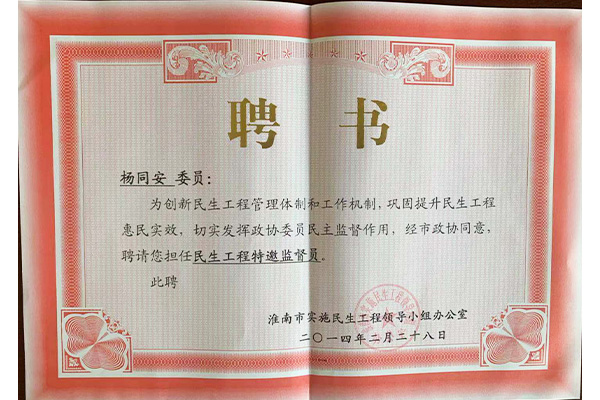 聘 书
杨同安 委员：
为创新民生工程管理体制和工作机制，巩固提升民生工程
惠民实效，切实发挥政协委员民主监督作用，经市政协同意，
聘请您担任民生工程特邀监督员。
此聘
淮南市实施民生工程领导小组办公室
二〇一四年二月二十八日